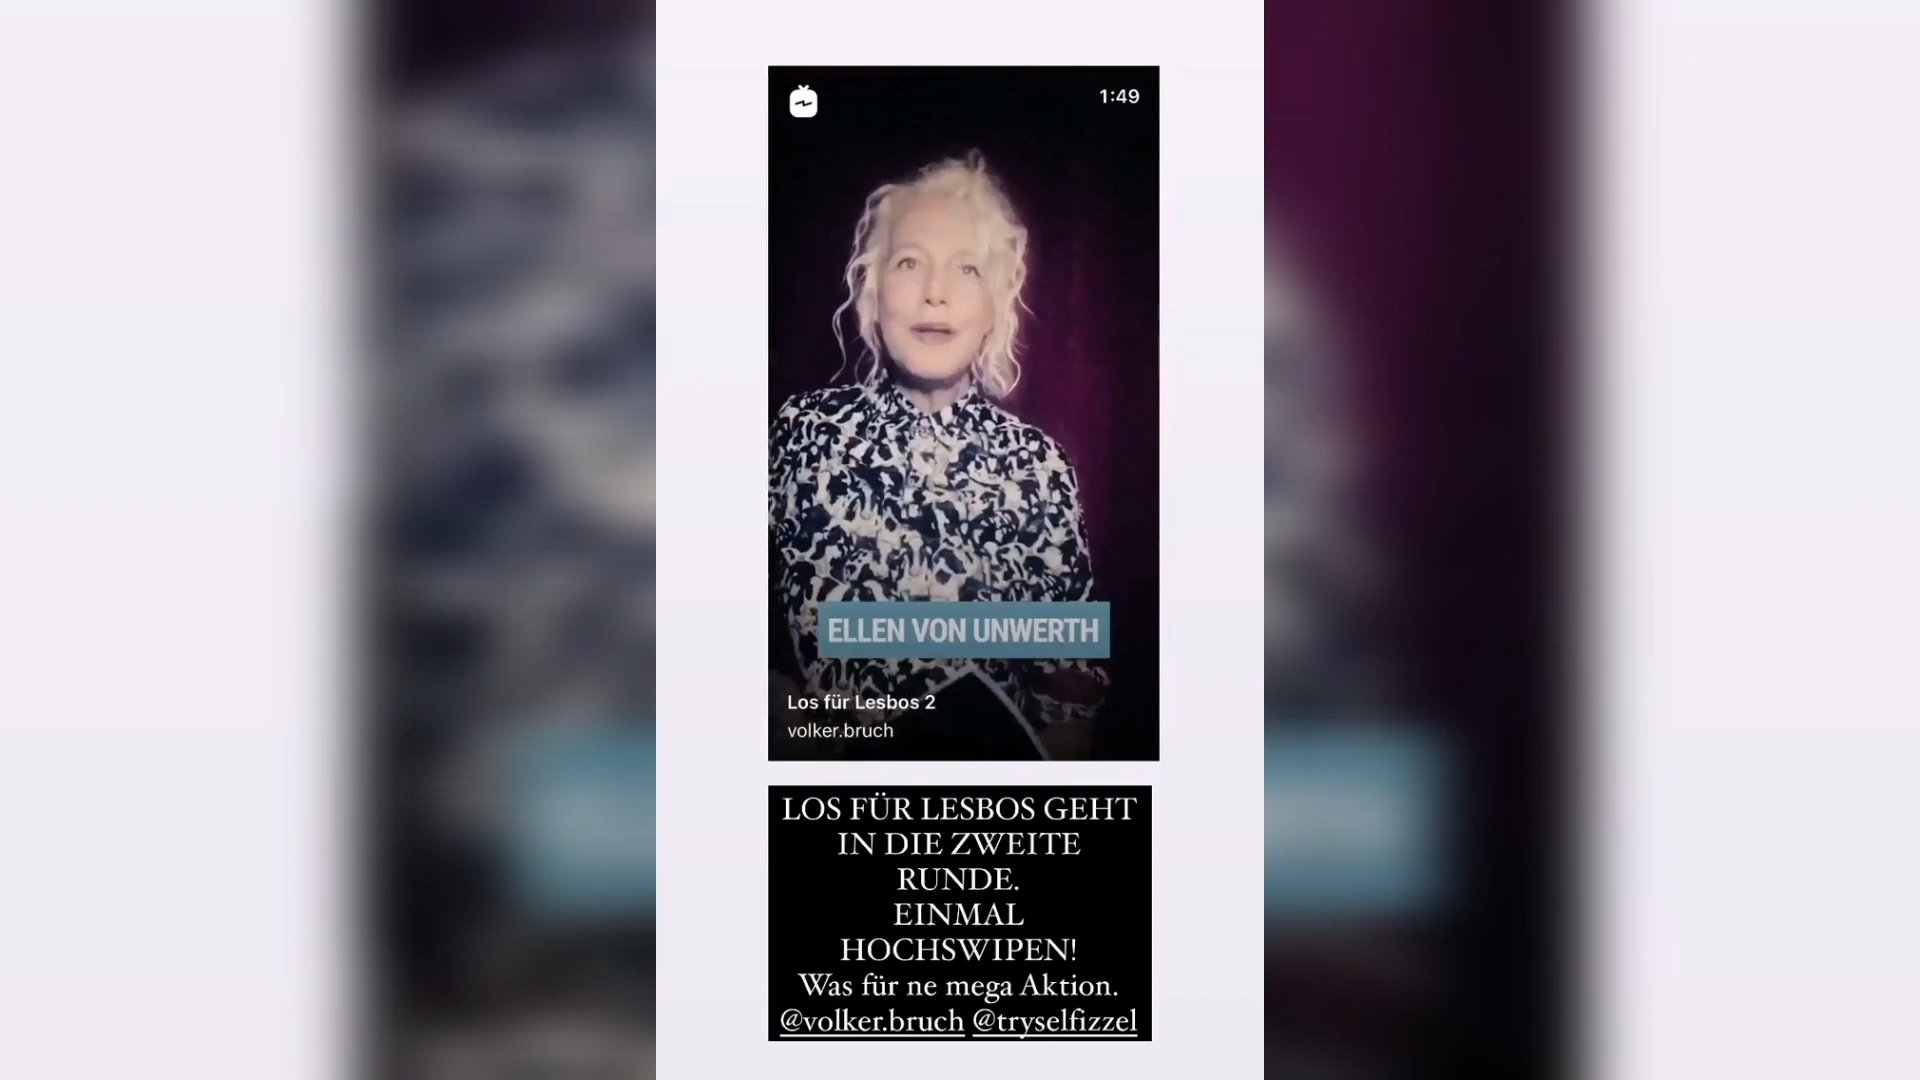 1:49
ELLEN VON UNWERTH
Los für Lesbos 2
volker.bruch
LOS FÜR LESBOS GEHT
IN DIE ZWEITE
RUNDE.
EINMAL
HOCHSWIPEN!
Was für ne mega Aktion.
@volker.bruch @tryselfizzel